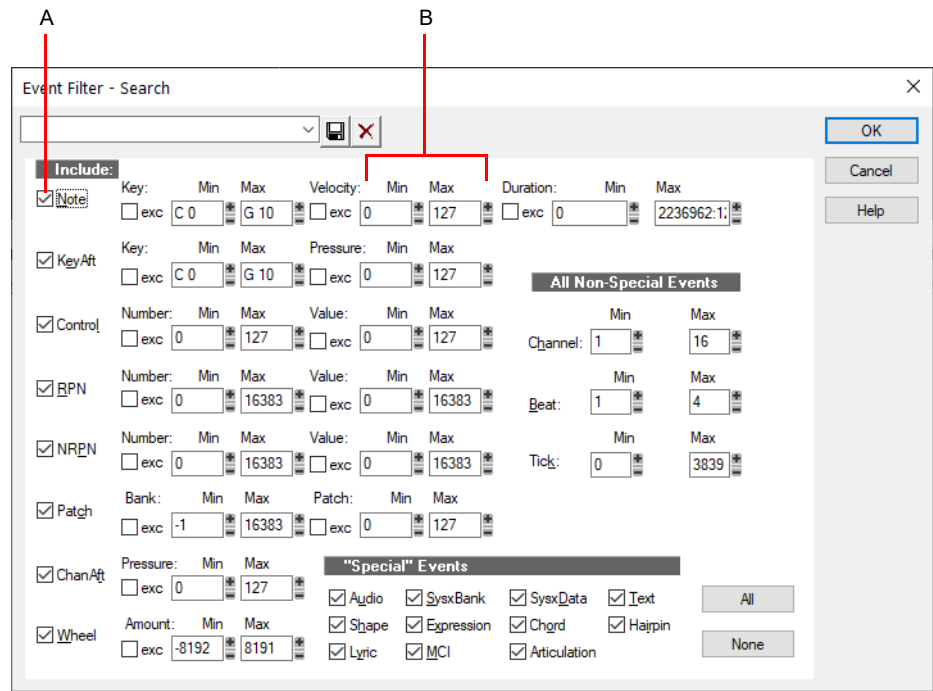 A B
Event Filter - Search
OK
Include:
Cancel
Key: Min Max Velocity: Min Max Duration: Min Max
Note exc C 0 G 10 exc 0 127 exc 0 2236962:1
Help
Key: Min Max Pressure: Min Max
KeyAft exc C 0 G 10 exc 0 127
All Non-Special Events
Number: Min Max Value: Min Max Min Max
Control exc 0 127 exc 0 127 Channel: 1 16
Number: Min Max Value: Min Max Min Max
RPN exc 0 16383 exc 0 16383 Beat: 1 4
Number: Min Max Value: Min Max Min Max
NRPN exc 0 16383 exc 0 16383 Tick: 0 3839
Bank: Min Max Patch: Min Max
Patch exc -1 16383 exc 0 127
Pressure: Min Max "Special" Events
ChanAft exc 0 127
Audio SysxBank SysxData Text All
Amount: Min Max Shape Expression Chord Hairpin
Wheel exc -8192 8191 Lyric MCI Articulation None